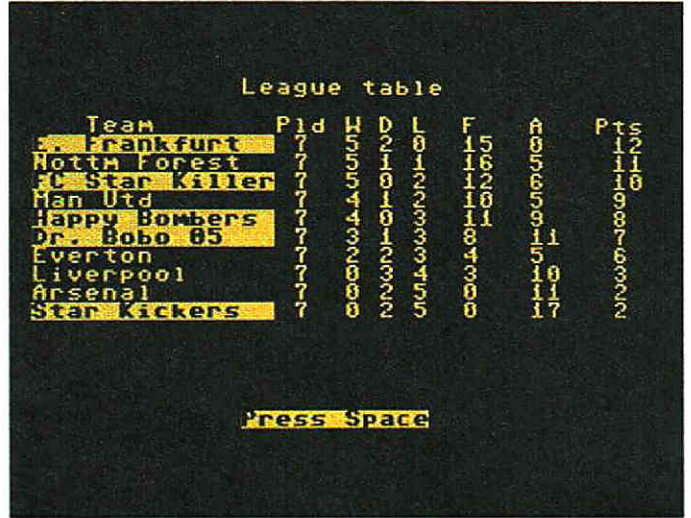 League table
Team Pld W D L F A Pts
E. Frankfurt 7 5 2 0 15 0 12
Nottm Forest 7 5 1 1 16 5 11
FC Star Killer 7 5 0 2 12 6 10
Man Utd 7 4 1 2 10 5 9
Happy Bombers 7 4 0 3 11 9 8
Dr. Bobo 05 7 3 1 3 8 11 7
Everton 7 2 2 3 4 5 6
Liverpool 7 0 3 4 3 10 3
Arsenal 7 0 2 5 0 11 2
Star Kickers 7 0 2 5 0 17 2
Press Space